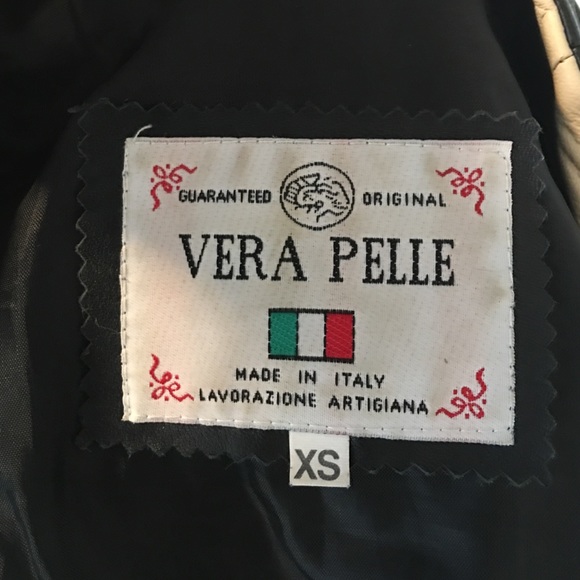 GUARANTEED ORIGINAL
VERA PELLE
MADE IN ITALY
LAVORAZIONE ARTIGIANA
XS